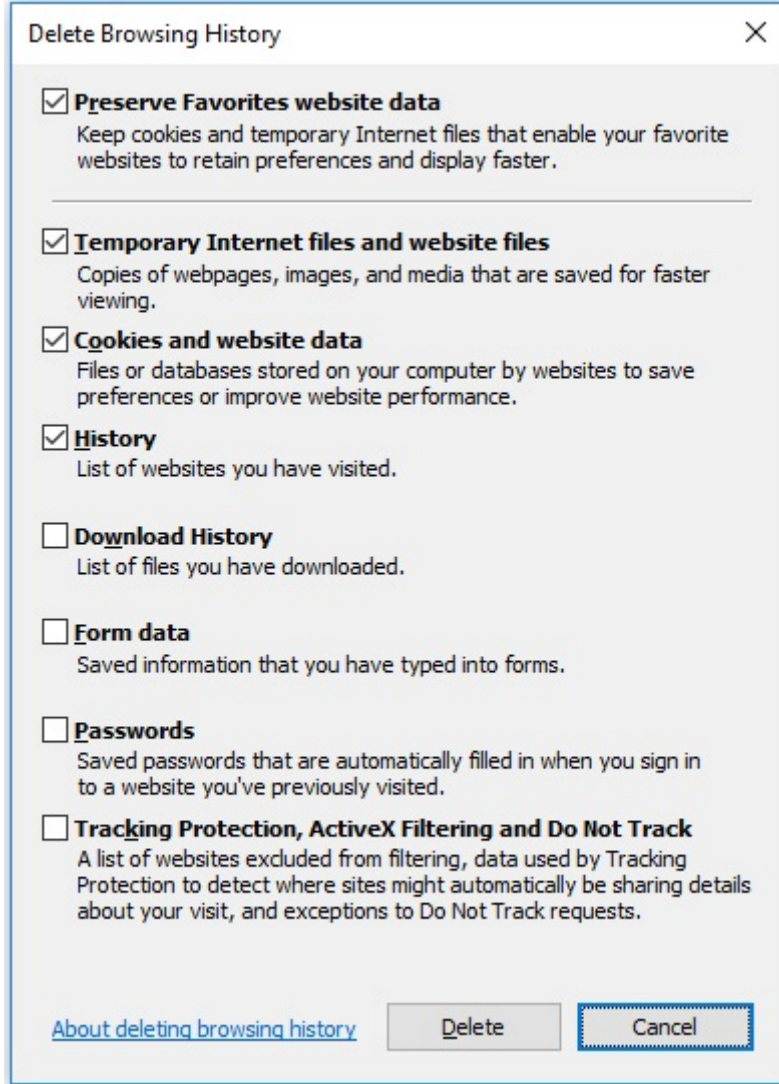 Delete Browsing History
Preserve Favorites website data
Keep cookies and temporary Internet files that enable your favorite
websites to retain preferences and display faster.
Temporary Internet files and website files
Copies of webpages, images, and media that are saved for faster
viewing.
Cookies and website data
Files or databases stored on your computer by websites to save
preferences or improve website performance.
History
List of websites you have visited.
Download History
List of files you have downloaded.
Form data
Saved information that you have typed into forms.
Passwords
Saved passwords that are automatically filled in when you sign in
to a website you've previously visited.
Tracking Protection, ActiveX Filtering and Do Not Track
A list of websites excluded from filtering, data used by Tracking
Protection to detect where sites might automatically be sharing details
about your visit, and exceptions to Do Not Track requests.
About deleting browsing history
Delete
Cancel